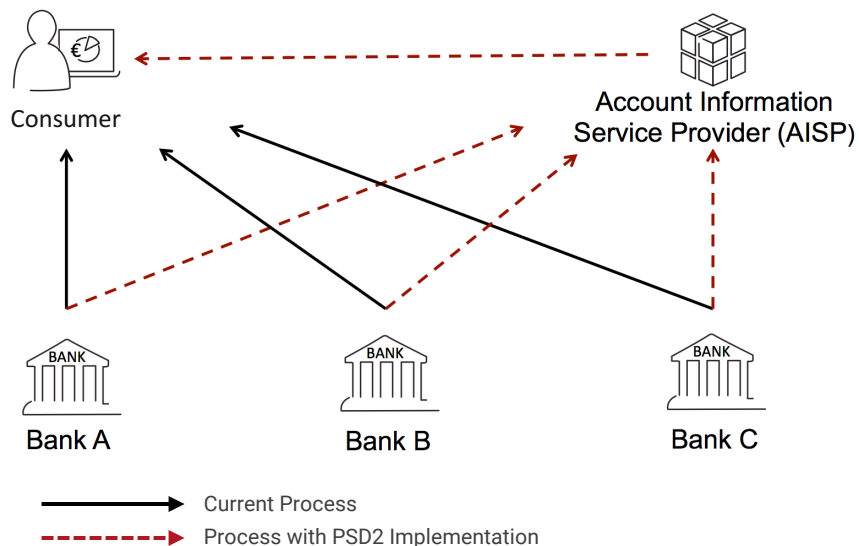 €
Consumer
Account Information
Service Provider (AISP)
BANK
BANK
BANK
Bank A
Bank B
Bank C
Current Process
Process with PSD2 Implementation